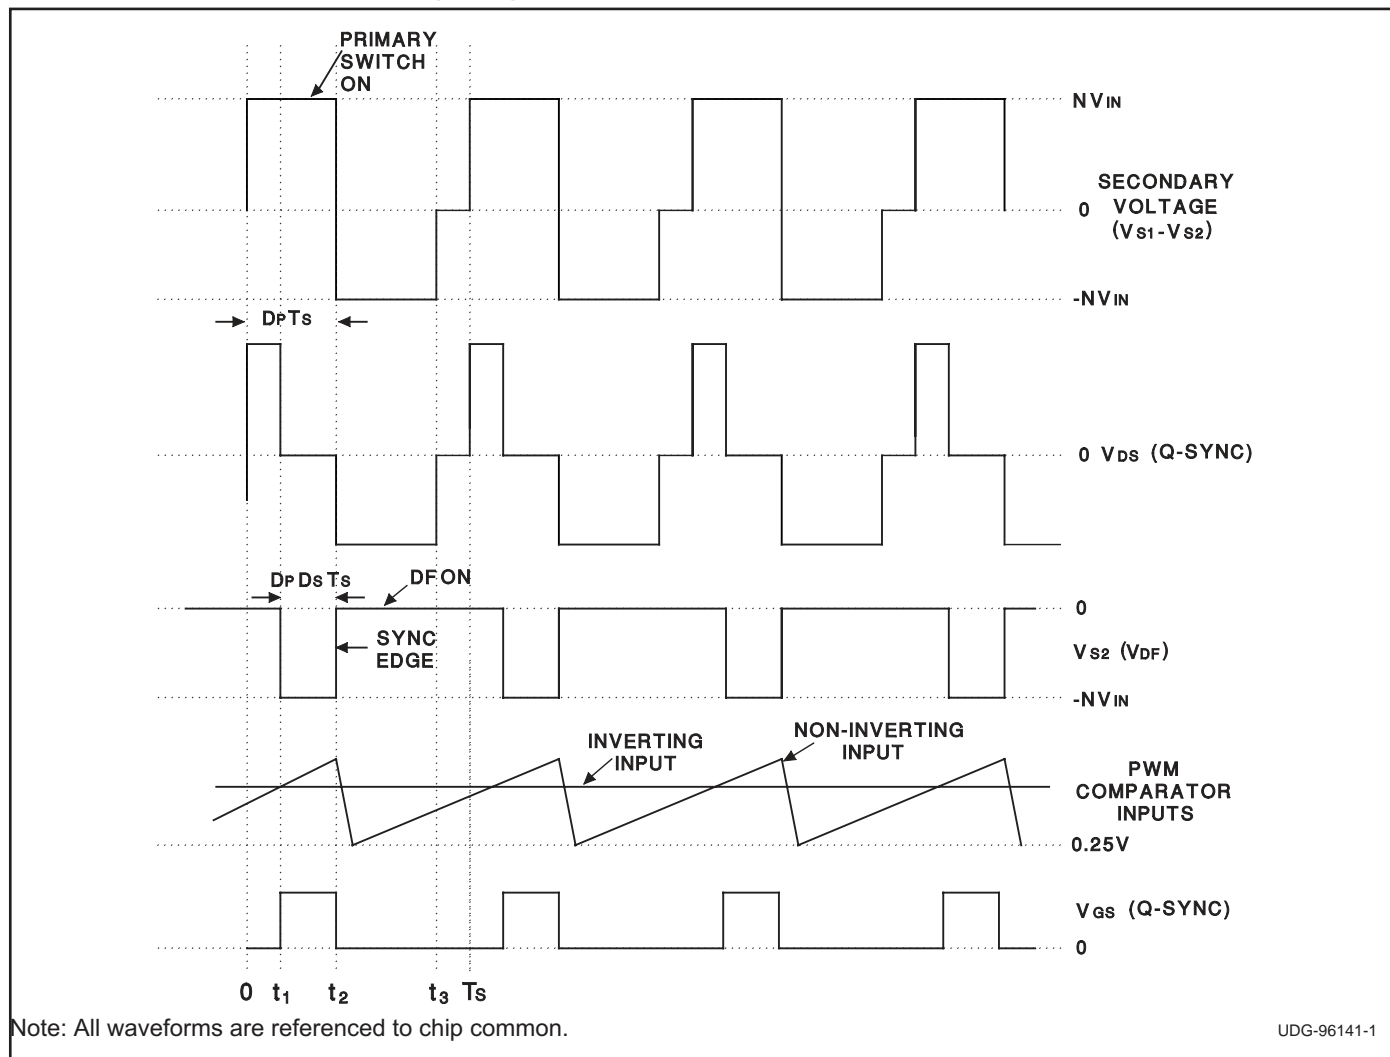 PRIMARY
SWITCH
ON
NVIN
SECONDARY
0 VOLTAGE
(VS1-VS2)
-NVIN
DPTS
0 VDS (Q-SYNC)
DPDSTS
DF ON
0
SYNC
EDGE
VS2 (VDF)
-NVIN
INVERTING
INPUT
NON-INVERTING
INPUT
PWM
COMPARATOR
INPUTS
0.25V
VGS (Q-SYNC)
0
0 t1 t2 t3 TS
Note: All waveforms are referenced to chip common.
UDG-96141-1